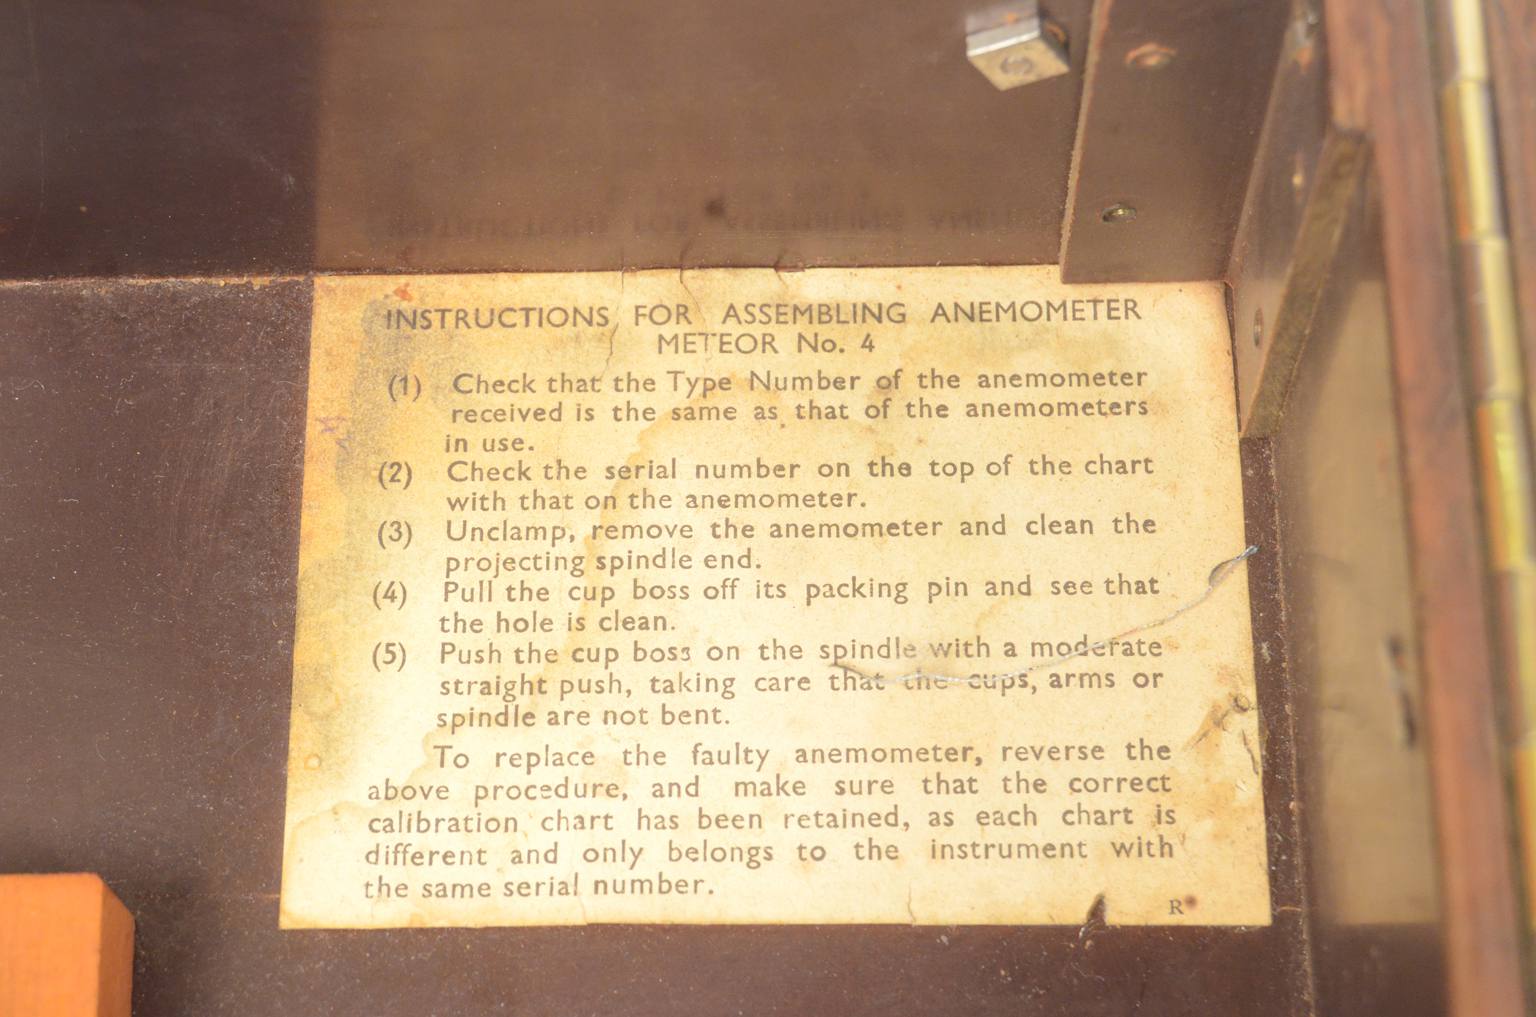 INSTRUCTIONS FOR ASSEMBLING ANEMOMETER
METEOR No. 4
(1) Check that the Type Number of the anemometer
received is the same as that of the anemometers
in use.
(2) Check the serial number on the top of the chart
with that on the anemometer.
(3) Unclamp, remove the anemometer and clean the
projecting spindle end.
(4) Pull the cup boss off its packing pin and see that
the hole is clean.
(5) Push the cup boss on the spindle with a moderate
straight push, taking care that the cups, arms or
spindle are not bent.
To replace the faulty anemometer, reverse the
above procedure, and make sure that the correct
calibration chart has been retained, as each chart is
different and only belongs to the instrument with
the same serial number.
R